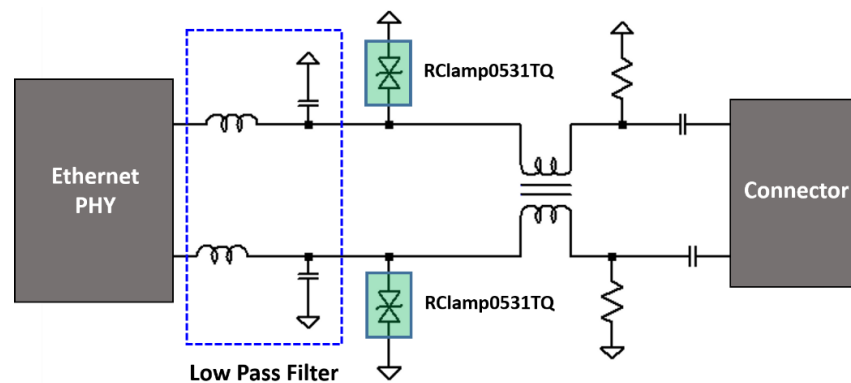 RClamp0531TQ
Ethernet
PHY
Connector
RClamp0531TQ
Low Pass Filter